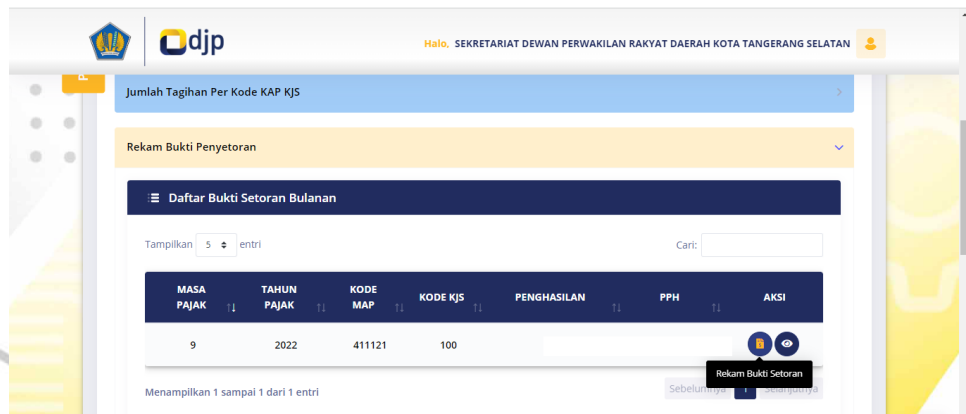 djp
Halo, SEKRETARIAT DEWAN PERWAKILAN RAKYAT DAERAH KOTA TANGERANG SELATAN
Jumlah Tagihan Per Kode KAP KJS
Rekam Bukti Penyetoran
Daftar Bukti Setoran Bulanan
Tampilkan 5 entri Cari:
MASA PAJAK TAHUN PAJAK KODE MAP KODE KJS PENGHASILAN PPH AKSI
9 2022 411121 100
Rekam Bukti Setoran
Menampilkan 1 sampai 1 dari 1 entri 1